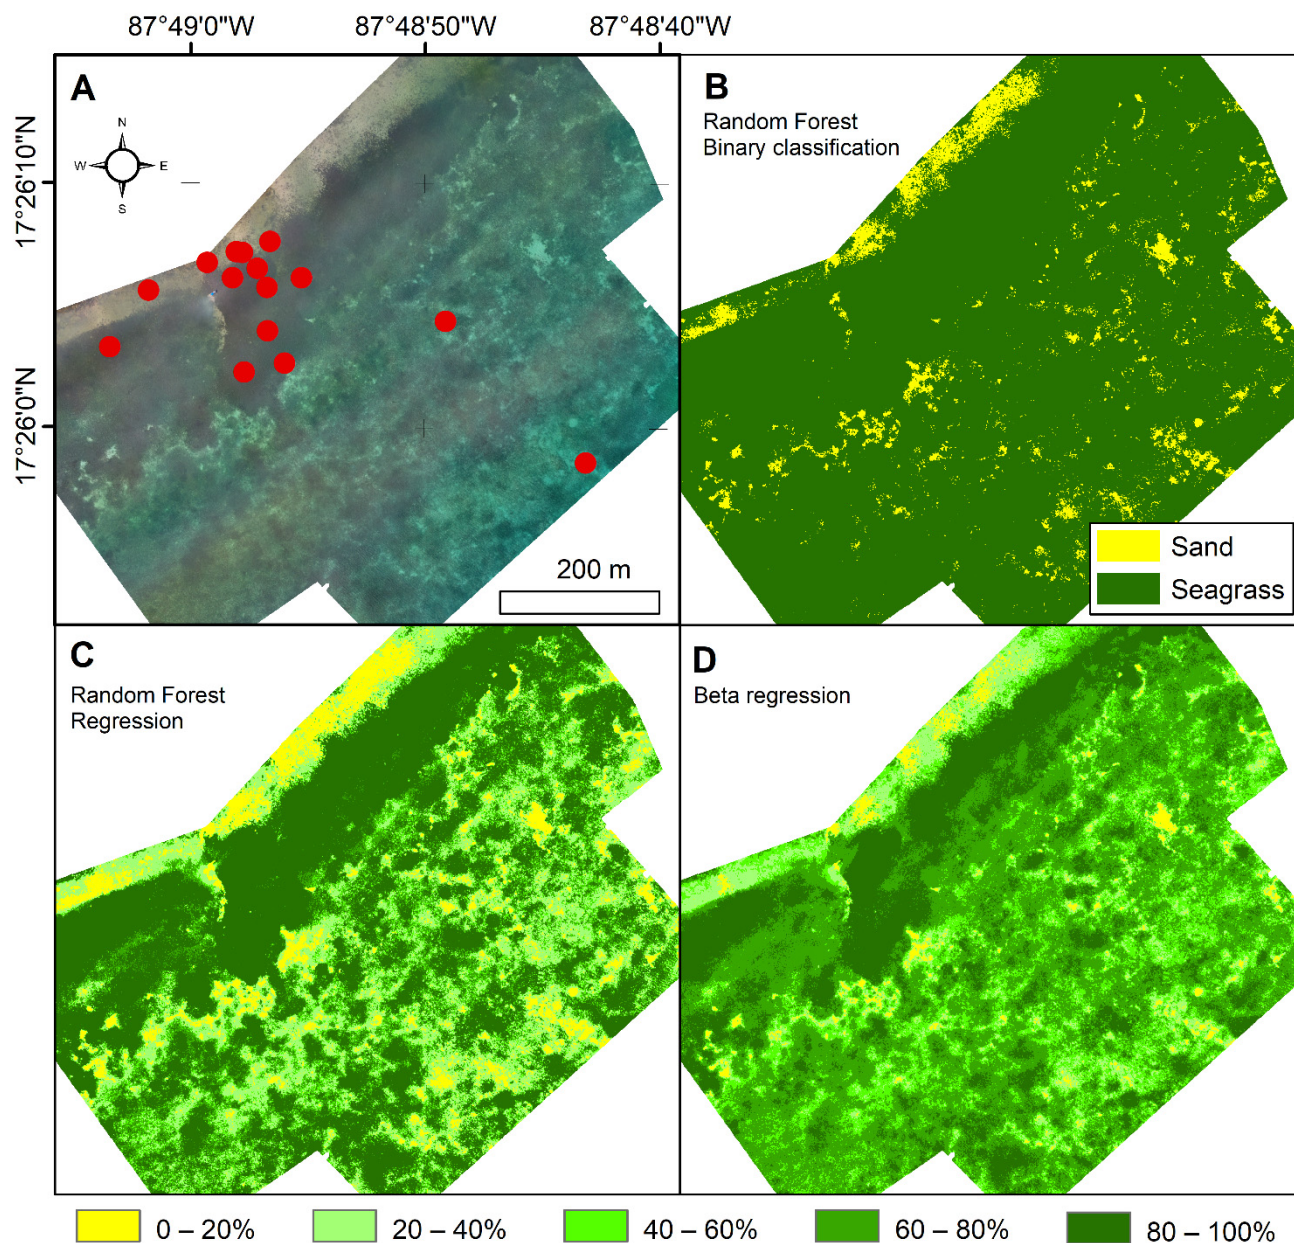 87°49'0"W 87°48'50"W 87°48'40"W
A
N
W E
S
17°26'10"N
17°26'0"N
200 m
B
Random Forest
Binary classification
Sand
Seagrass
C
Random Forest
Regression
D
Beta regression
0 – 20% 20 – 40% 40 – 60% 60 – 80% 80 – 100%